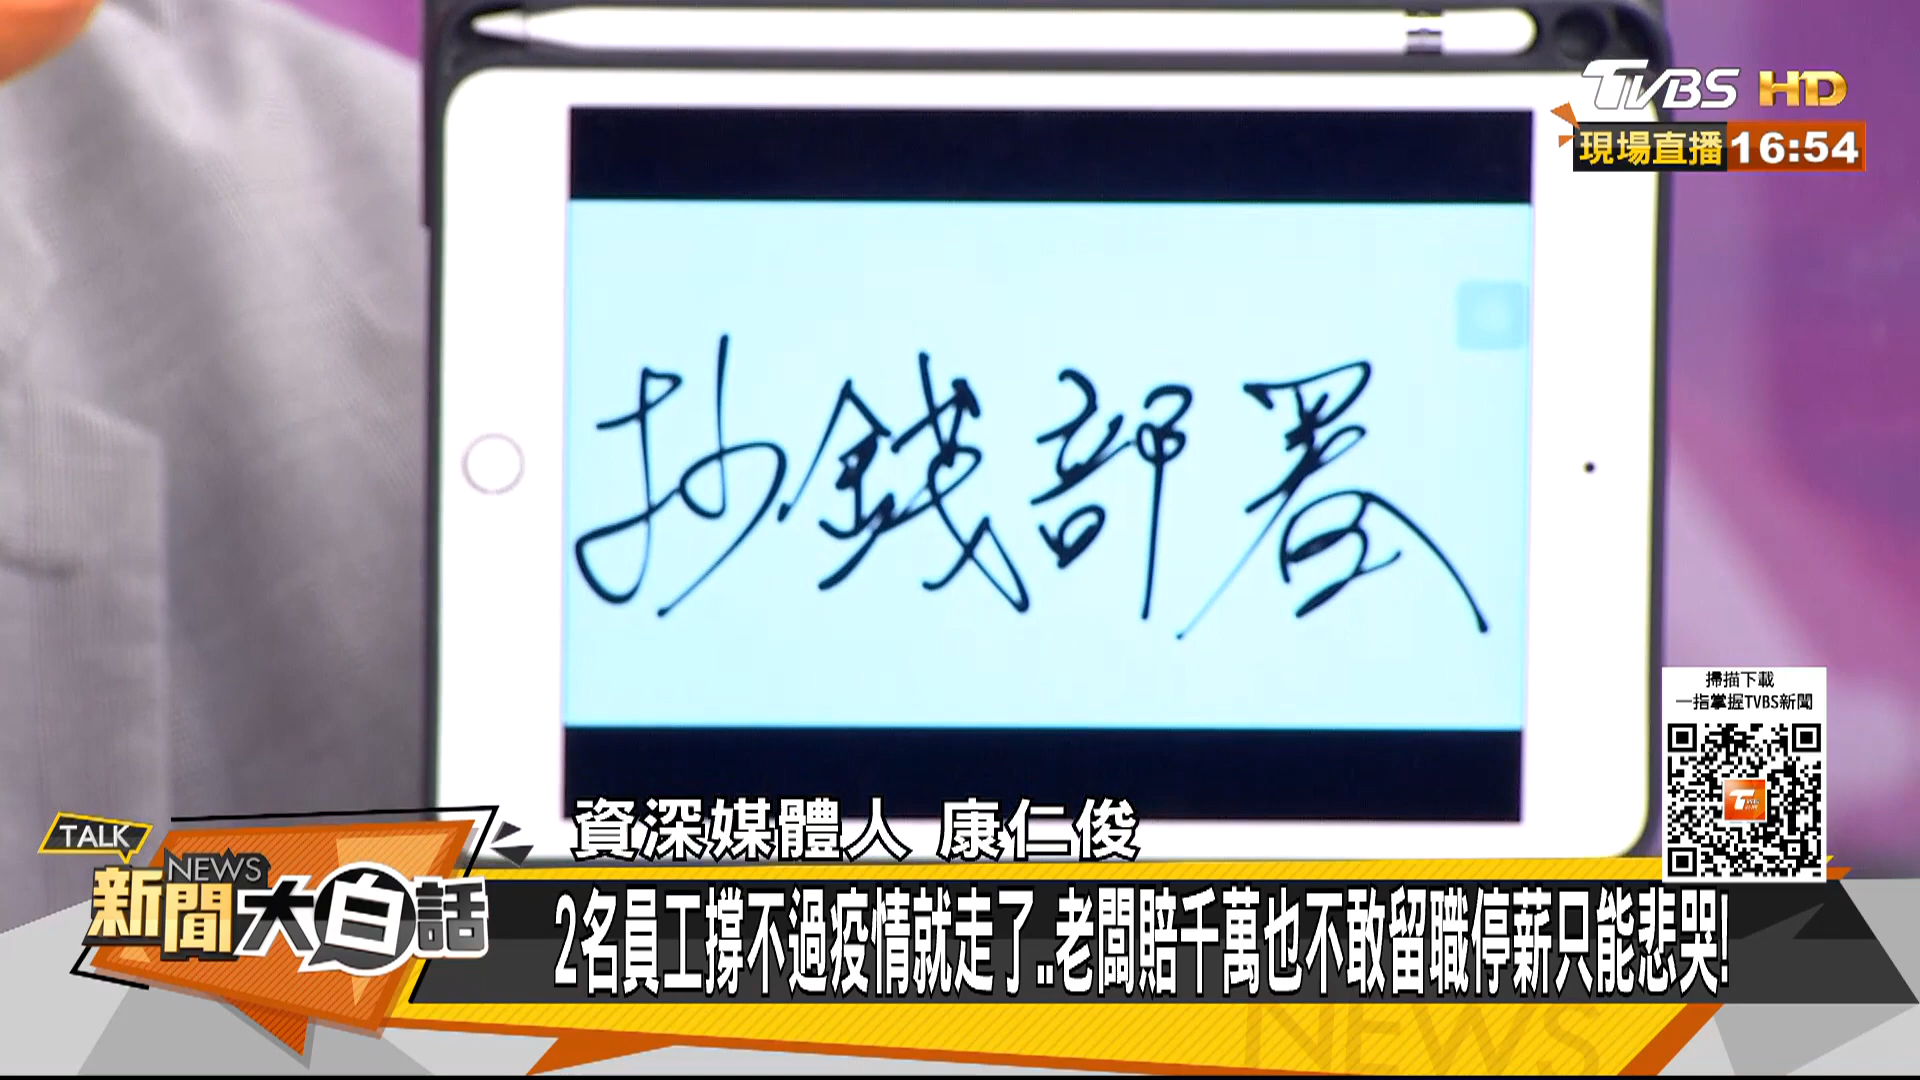 TVBS HD
現場直播 16:54
抄錢部署
掃描下載
一指掌握TVBS新聞
資深媒體人 康仁俊
TALK
NEWS
新聞大白話
2名員工撐不過疫情就走了..老闆賠千萬也不敢留職停薪只能悲哭!
NEWS